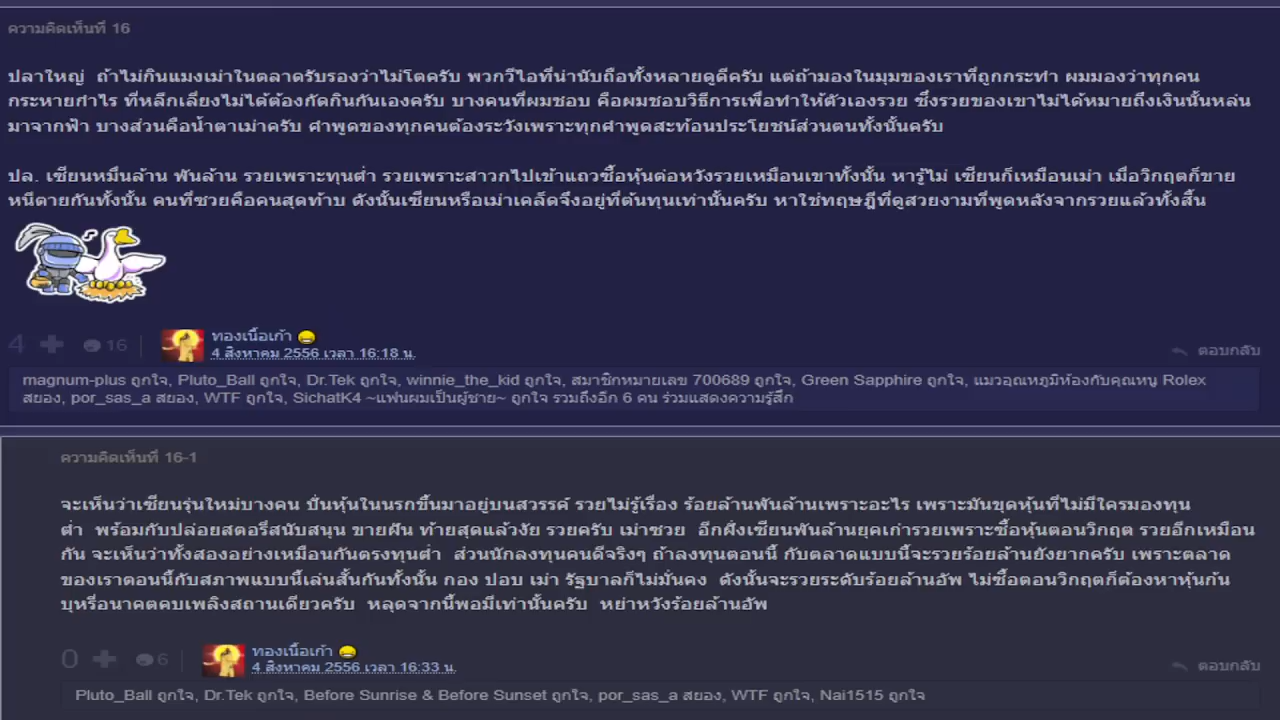 ความคิดเห็นที่ 16
ปลาใหญ่ ถ้าไม่กินแมงเม่าในตลาดรับรองว่าไม่โตครับ พวกวีไอที่น่านับถือทั้งหลายดูดีครับ แต่ถ้ามองในมุมของเราที่ถูกกระทำ ผมมองว่าทุกคน
กระหายกำไร ที่หลีกเลี่ยงไม่ได้ต้องกัดกินกันเองครับ บางคนที่ผมชอบ คือผมชอบวิธีการเพื่อทำให้ตัวเองรวย ซึ่งรวยของเขาไม่ได้หมายถึงเงินนั้นหล่น
มาจากฟ้า บางส่วนคือน้ำตาเม่าครับ คำพูดของทุกคนต้องระวังเพราะทุกคำพูดสะท้อนประโยชน์ส่วนตนทั้งนั้นครับ
ปล. เซียนหมื่นล้าน พันล้าน รวยเพราะทุนต่ำ รวยเพราะสาวกไปเข้าแถวซื้อหุ้นต่อหวังรวยเหมือนเขาทั้งนั้น หารู้ไม่ เซียนก็เหมือนเม่า เมื่อวิกฤตก็ขาย
หนีตายกันทั้งนั้น คนที่ซวยคือคนสุดท้าย ดังนั้นเซียนหรือเม่าเคล็ดจึงอยู่ที่ต้นทุนเท่านั้นครับ หาใช่ทฤษฎีที่ดูสวยงามที่พูดหลังจากรวยแล้วทั้งสิ้น
4 16 ทองเนื้อเก้า
4 สิงหาคม 2556 เวลา 16:18 น.
ตอบกลับ
magnum-plus ถูกใจ, Pluto_Ball ถูกใจ, Dr.Tek ถูกใจ, winnie_the_kid ถูกใจ, สมาชิกหมายเลข 700689 ถูกใจ, Green Sapphire ถูกใจ, แมวอุณหภูมิห้องกับคุณหนู Rolex
สยอง, por_sas_a สยอง, WTF ถูกใจ, SichatK4 ~แฟนผมเป็นผู้ชาย~ ถูกใจ รวมถึงอีก 6 คน ร่วมแสดงความรู้สึก
ความคิดเห็นที่ 16-1
จะเห็นว่าเซียนรุ่นใหม่บางคน ปั่นหุ้นในนรกขึ้นมาอยู่บนสวรรค์ รวยไม่รู้เรื่อง ร้อยล้านพันล้านเพราะอะไร เพราะมันขุดหุ้นที่ไม่มีใครมองทุน
ต่ำ พร้อมกับปล่อยสตอรี่สนับสนุน ขายฝัน ท้ายสุดแล้วงัย รวยครับ เม่าซวย อีกฝั่งเซียนพันล้านยุคเก่ารวยเพราะซื้อหุ้นตอนวิกฤต รวยอีกเหมือน
กัน จะเห็นว่าทั้งสองอย่างเหมือนกันตรงทุนต่ำ ส่วนนักลงทุนคนดีจริงๆ ถ้าลงทุนตอนนี้ กับตลาดแบบนี้จะรวยร้อยล้านยังยากครับ เพราะตลาด
ของเราตอนนี้กับสภาพแบบนี้เล่นสั้นกันทั้งนั้น กอง ปอบ เม่า รัฐบาลก็ไม่มั่นคง ดังนั้นจะรวยระดับร้อยล้านอัพ ไม่ซื้อตอนวิกฤตก็ต้องหาหุ้นก้น
บุหรี่อนาคตคบเพลิงสถานเดียวครับ หลุดจากนี้พอมีเท่านั้นครับ หย่าหวังร้อยล้านอัพ
0 6 ทองเนื้อเก้า
4 สิงหาคม 2556 เวลา 16:33 น.
ตอบกลับ
Pluto_Ball ถูกใจ, Dr.Tek ถูกใจ, Before Sunrise & Before Sunset ถูกใจ, por_sas_a สยอง, WTF ถูกใจ, Nai1515 ถูกใจ